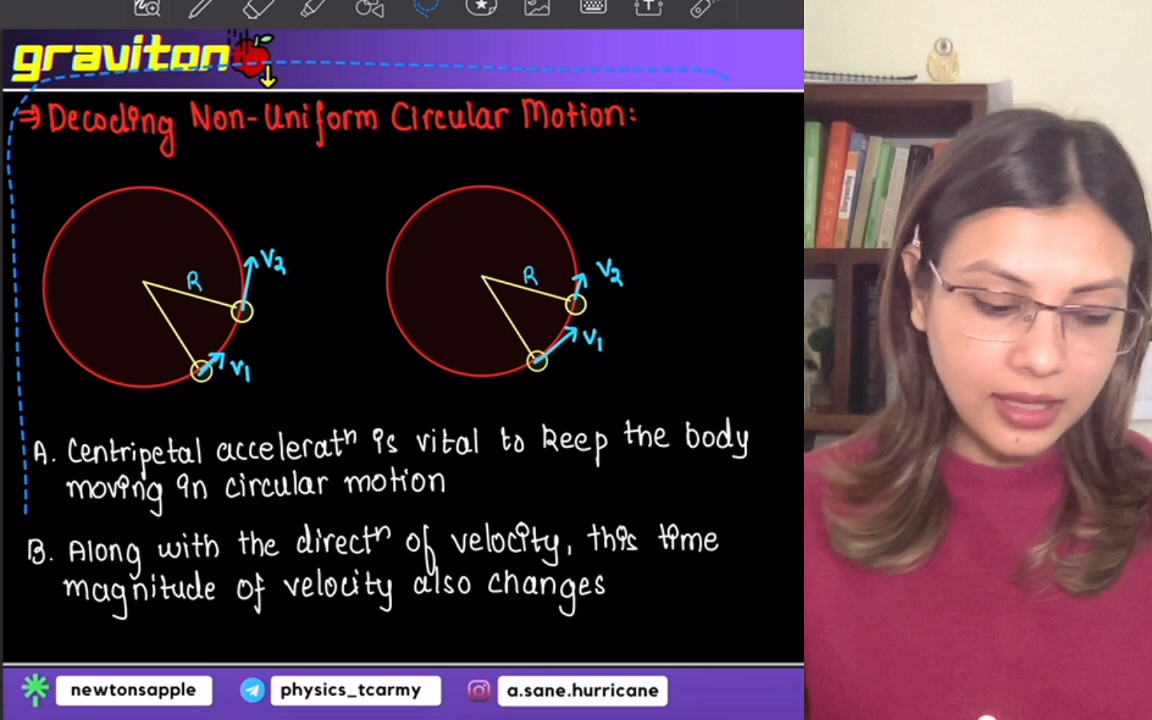 graviton
⇒ Decoding Non-Uniform Circular Motion:
R
V2
V1
R
V2
V1
A. Centripetal acceleratⁿ is vital to keep the body
moving in circular motion
B. Along with the directⁿ of velocity, this time
magnitude of velocity also changes
newtonsapple
physics_tcarmy
a.sane.hurricane